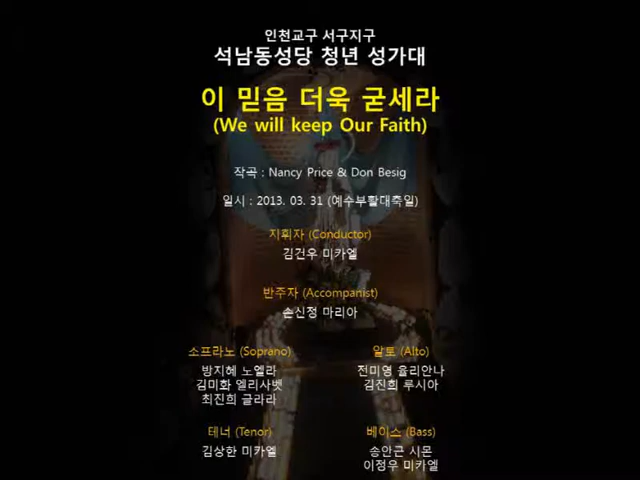 인천교구 서구지구
석남동성당 청년 성가대
이 믿음 더욱 굳세라
(We will keep Our Faith)
작곡 : Nancy Price & Don Besig
일시 : 2013. 03. 31 (예수부활대축일)
지휘자 (Conductor)
김건우 미카엘
반주자 (Accompanist)
손신정 마리아
소프라노 (Soprano)
방지혜 노엘라
김미화 엘리사벳
최진희 글라라
알토 (Alto)
전미영 율리안나
김진희 루시아
테너 (Tenor)
김상한 미카엘
베이스 (Bass)
송안근 시몬
이정우 미카엘